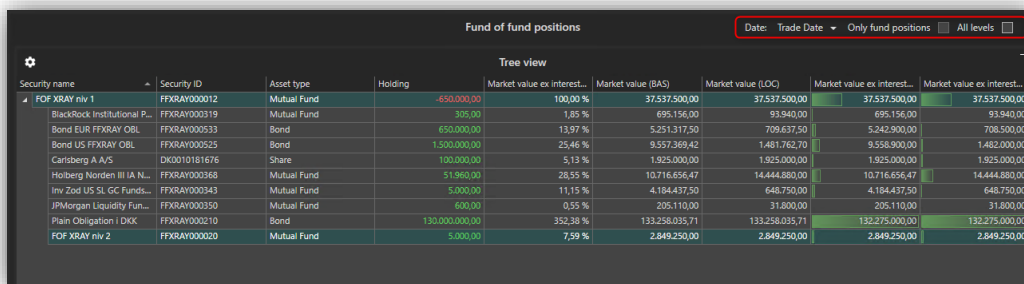 Fund of fund positions
Date: Trade Date Only fund positions All levels
Tree view
Security name Security ID Asset type Holding Market value ex interest... Market value (BAS) Market value (LOC) Market value ex interest... Market value ex interest...
FOF XRAY niv 1 FFXRAY000012 Mutual Fund -650.000,00 100,00 % 37.537.500,00 37.537.500,00 37.537.500,00 37.537.500,00
BlackRock Institutional P... FFXRAY000319 Mutual Fund 305,00 1,85 % 695.156,00 93.940,00 695.156,00 93.940,00
Bond EUR FFXRAY OBL FFXRAY000533 Bond 650.000,00 13,97 % 5.251.317,50 709.637,50 5.242.900,00 708.500,00
Bond US FFXRAY OBL FFXRAY000525 Bond 1.500.000,00 25,46 % 9.557.369,42 1.481.762,70 9.558.900,00 1.482.000,00
Carlsberg A A/S DK0010181676 Share 100.000,00 5,13 % 1.925.000,00 1.925.000,00 1.925.000,00 1.925.000,00
Holberg Norden III IA N... FFXRAY000368 Mutual Fund 51.960,00 28,55 % 10.716.656,47 14.444.880,00 10.716.656,47 14.444.880,00
Inv Zod US SL GC Funds... FFXRAY000343 Mutual Fund 5.000,00 11,15 % 4.184.437,50 648.750,00 4.184.437,50 648.750,00
JPMorgan Liquidity Fun... FFXRAY000350 Mutual Fund 600,00 0,55 % 205.110,00 31.800,00 205.110,00 31.800,00
Plain Obligation i DKK FFXRAY000210 Bond 130.000.000,00 352,38 % 133.258.035,71 133.258.035,71 132.275.000,00 132.275.000,00
FOF XRAY niv 2 FFXRAY000020 Mutual Fund 5.000,00 7,59 % 2.849.250,00 2.849.250,00 2.849.250,00 2.849.250,00